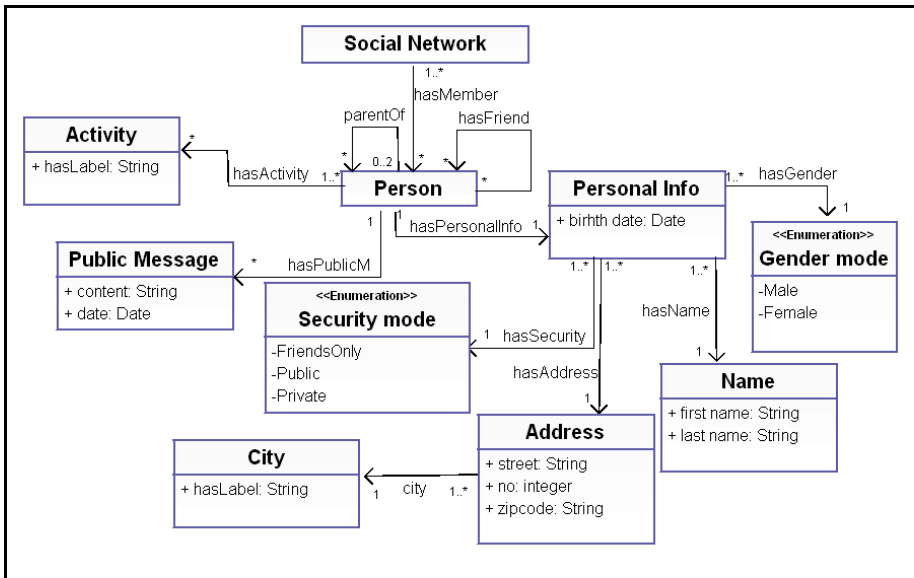 Social Network
1..*
hasMember
parentOf
hasFriend
Activity
+ hasLabel: String
*
hasActivity
1..*
*
0..2
*
*
*
Person
Personal Info
+ birhth date: Date
1..*
hasGender
1
1
1
hasPersonalInfo
1
<<Enumeration>>
Gender mode
-Male
-Female
Public Message
+ content: String
+ date: Date
*
hasPublicM
1..*
1..*
1..*
<<Enumeration>>
Security mode
-FriendsOnly
-Public
-Private
1
hasSecurity
hasName
hasAddress
1
1
Name
+ first name: String
+ last name: String
Address
+ street: String
+ no: integer
+ zipcode: String
City
+ hasLabel: String
1
city
1..*